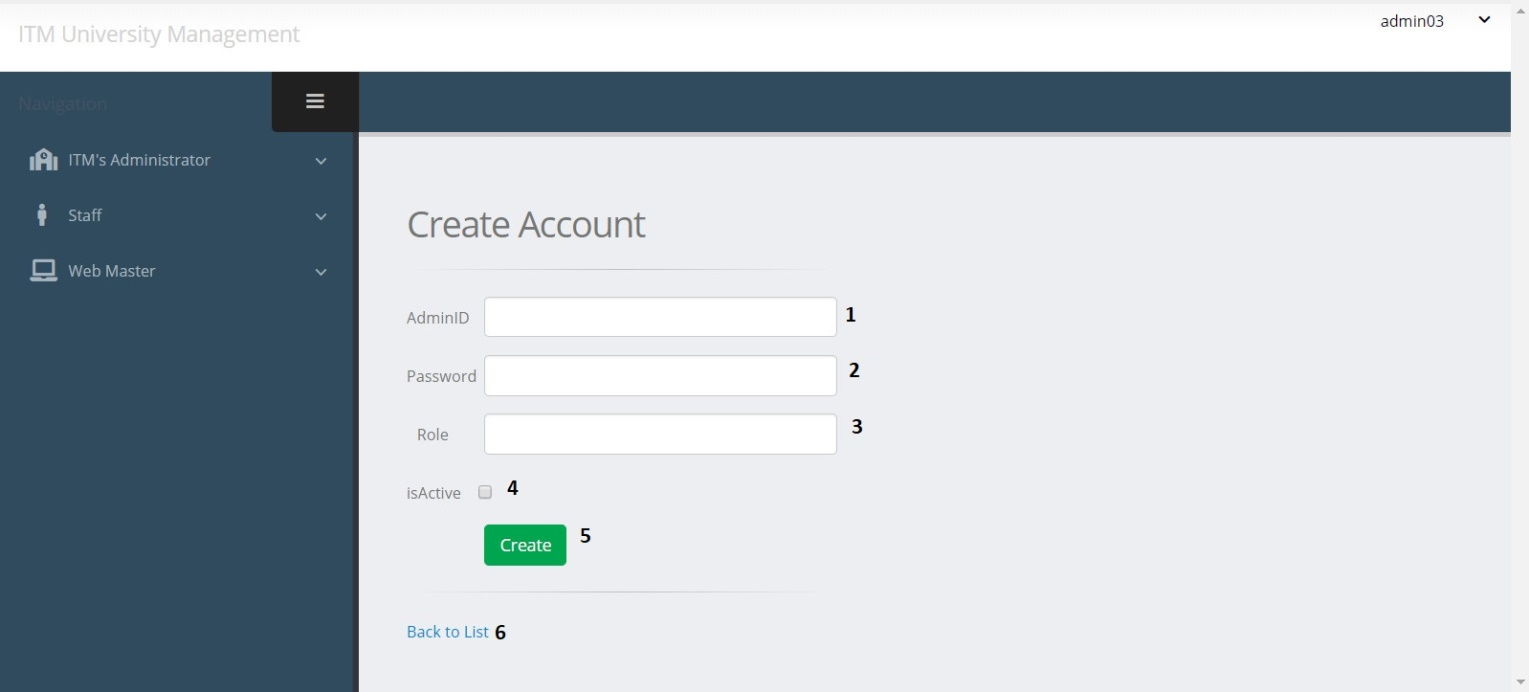 ITM University Management
admin03
Navigation
ITM's Administrator
Staff
Web Master
Create Account
AdminID 1
Password 2
Role 3
isActive 4
Create 5
Back to List 6